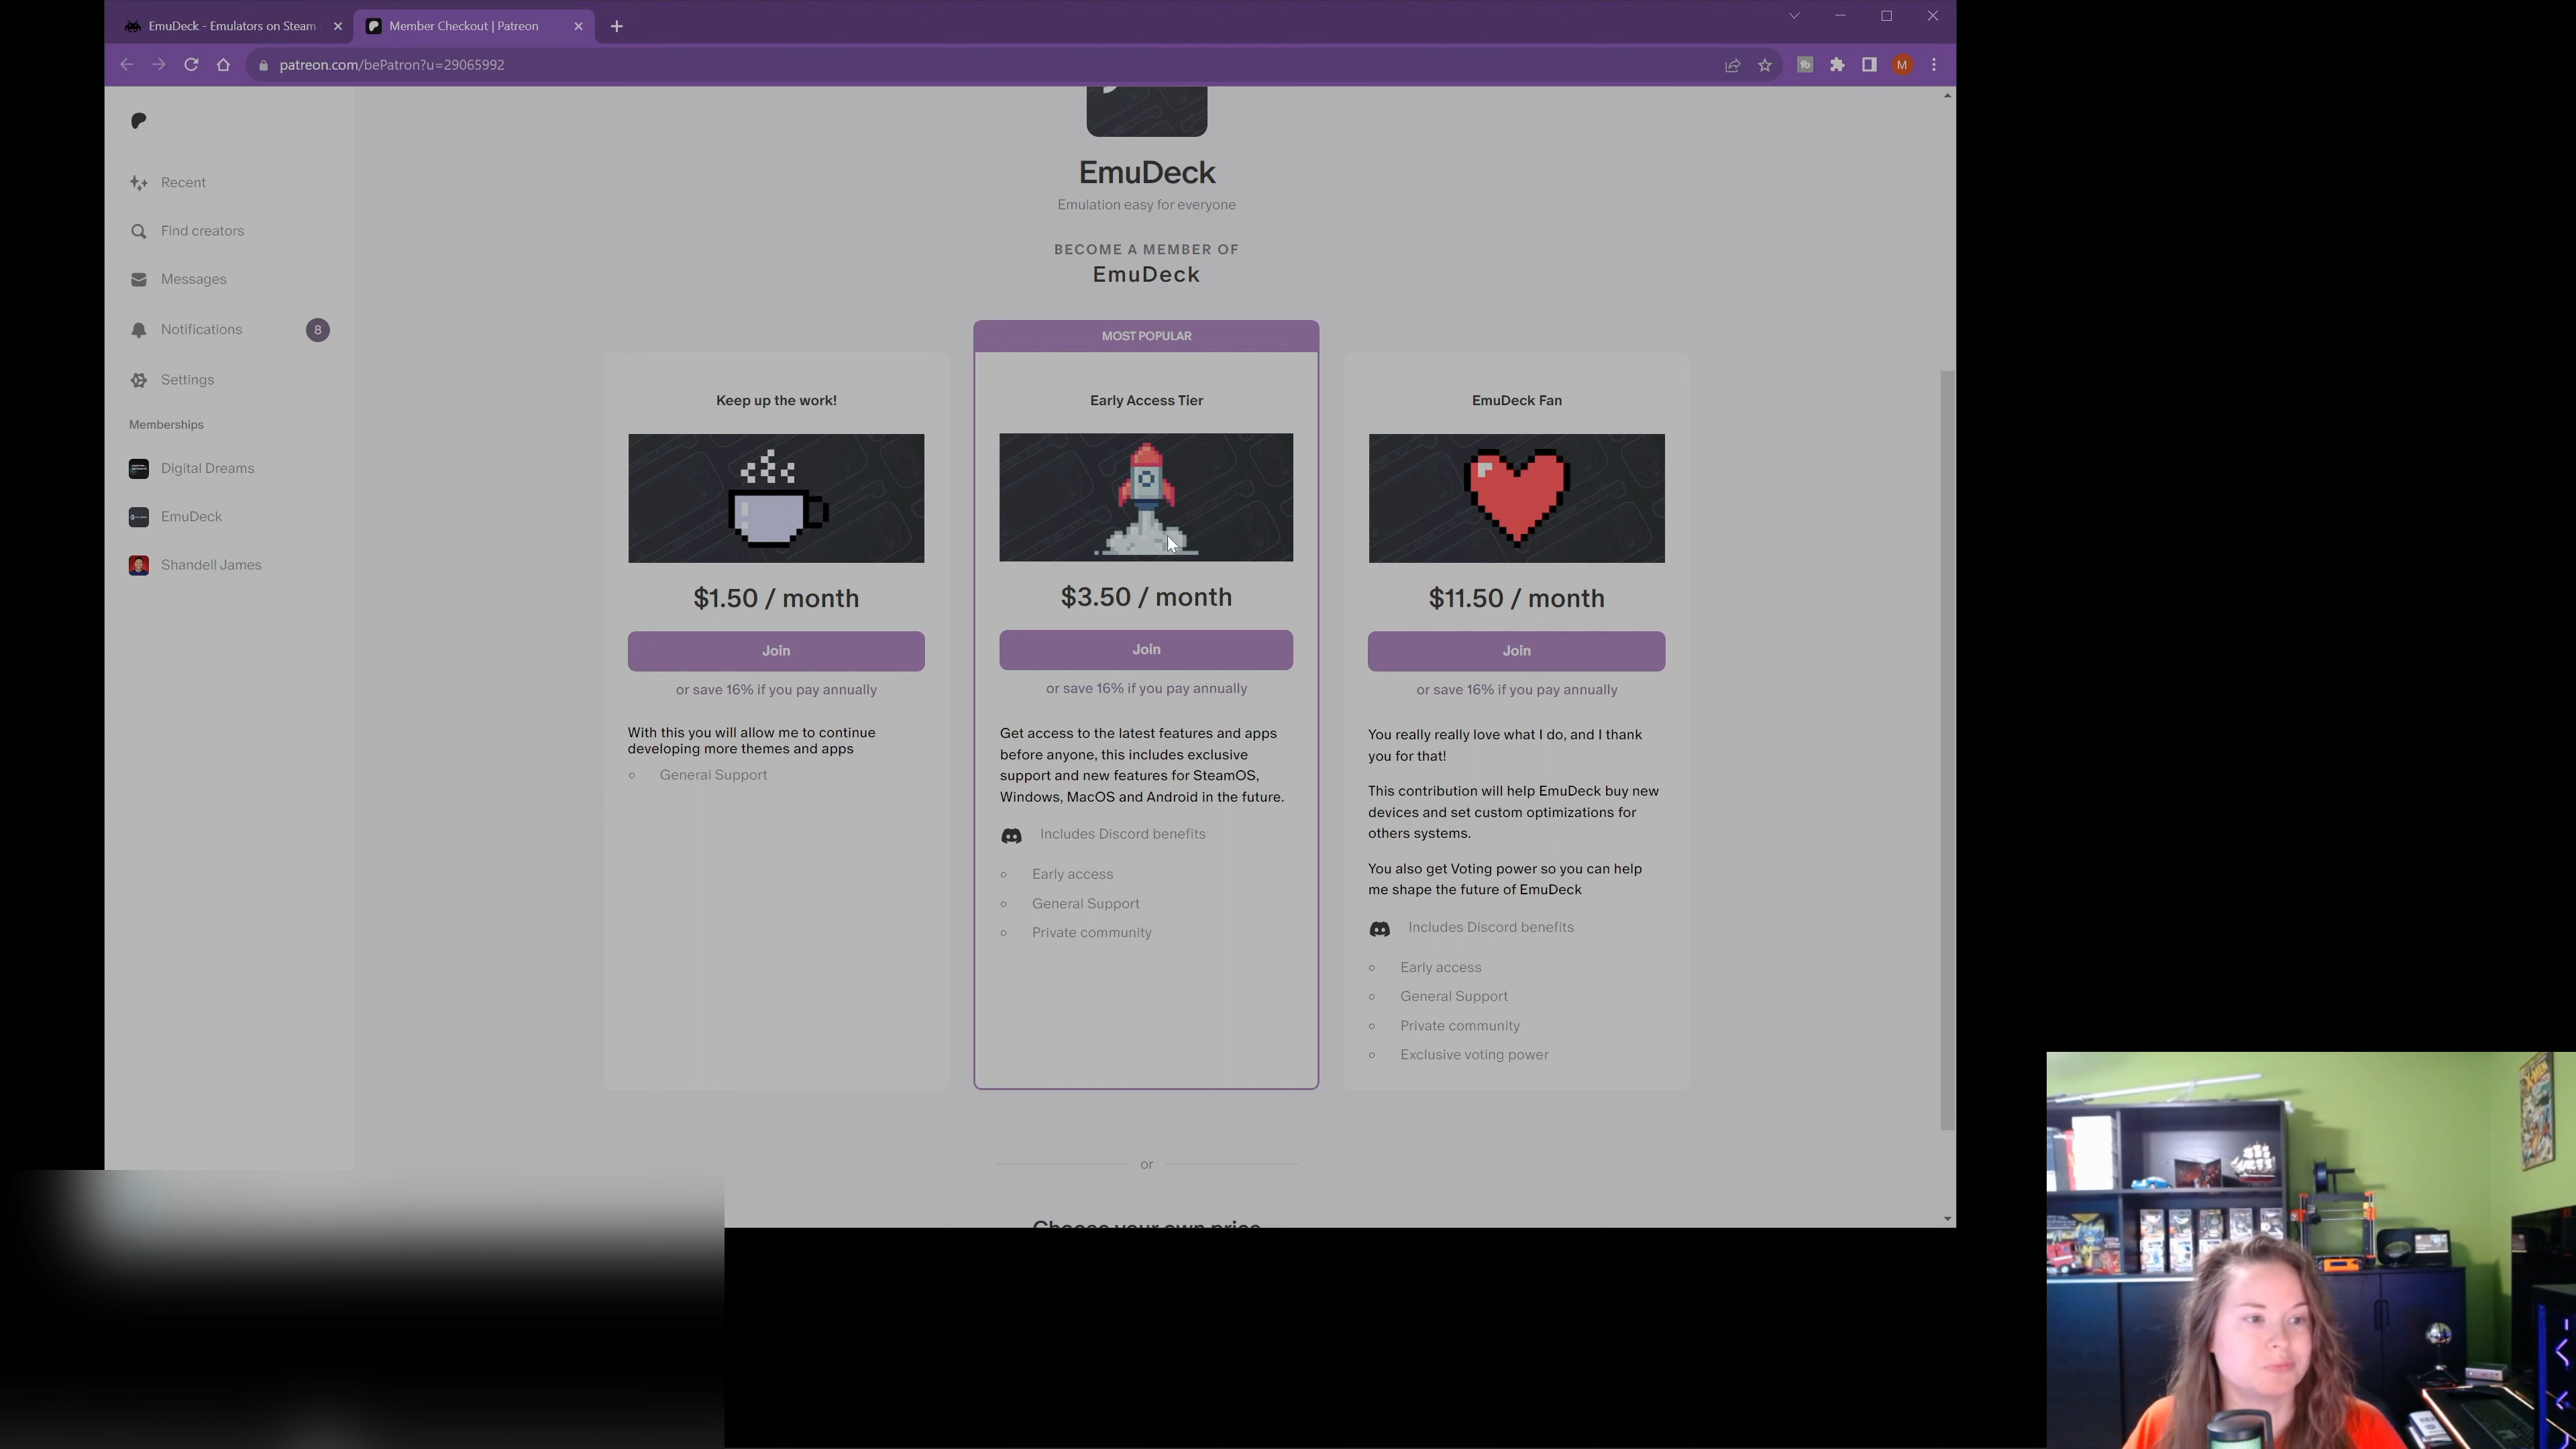 EmuDeck - Emulators on Steam
Member Checkout | Patreon
patreon.com/bePatron?u=29065992
M
Recent
Find creators
Messages
Notifications
8
Settings
Memberships
Digital Dreams
EmuDeck
Shandell James
EmuDeck
Emulation easy for everyone
BECOME A MEMBER OF
EmuDeck
Keep up the work!
$1.50 / month
Join
or save 16% if you pay annually
With this you will allow me to continue
developing more themes and apps
General Support
MOST POPULAR
Early Access Tier
$3.50 / month
Join
or save 16% if you pay annually
Get access to the latest features and apps
before anyone, this includes exclusive
support and new features for SteamOS,
Windows, MacOS and Android in the future.
Includes Discord benefits
Early access
General Support
Private community
EmuDeck Fan
$11.50 / month
Join
or save 16% if you pay annually
You really really love what I do, and I thank
you for that!
This contribution will help EmuDeck buy new
devices and set custom optimizations for
others systems.
You also get Voting power so you can help
me shape the future of EmuDeck
Includes Discord benefits
Early access
General Support
Private community
Exclusive voting power
or
Choose your own price
X-MEN